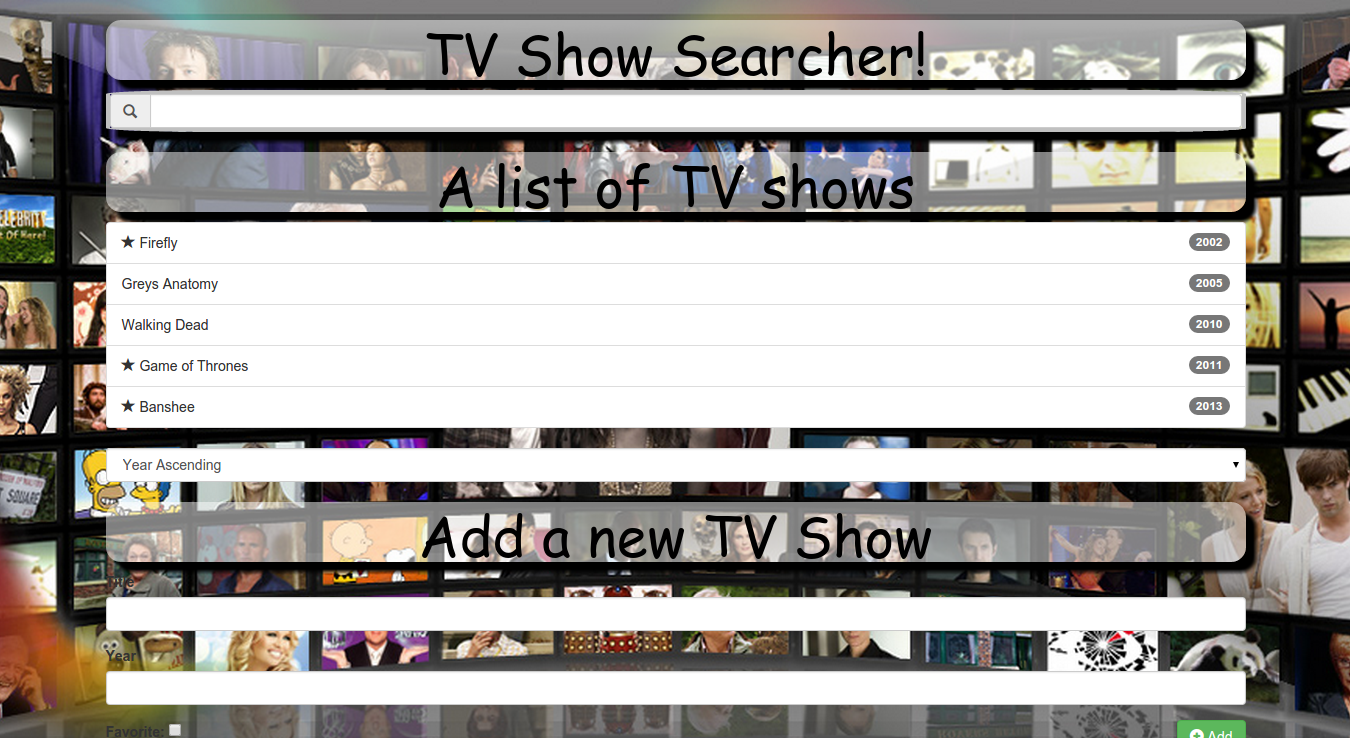 TV Show Searcher!
A list of TV shows
★ Firefly 2002
Greys Anatomy 2005
Walking Dead 2010
★ Game of Thrones 2011
★ Banshee 2013
Year Ascending
Add a new TV Show
Title
Year
Favorite:
Add